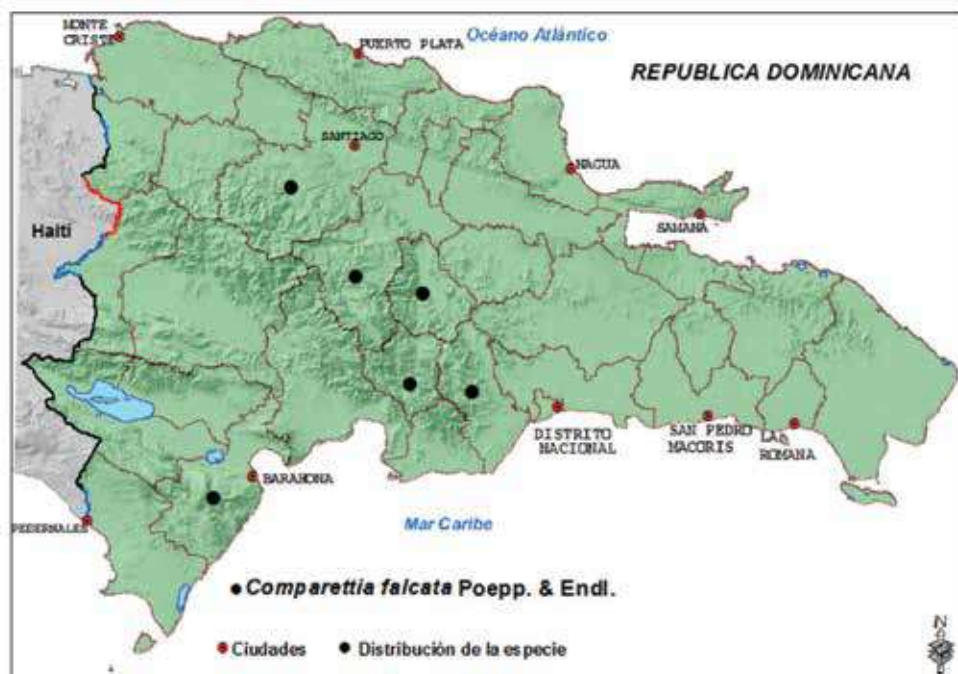 MONTE
CRISTI
PUERTO PLATA
Océano Atlántico
REPUBLICA DOMINICANA
SANTIAGO
NAGUA
SAMANA
Haití
DISTRITO
NACIONAL
SAN PEDRO
MACORIS
LA
ROMANA
BARAHONA
PEDERNALES
Mar Caribe
Comparettia falcata Poepp. & Endl.
Ciudades
Distribución de la especie
N